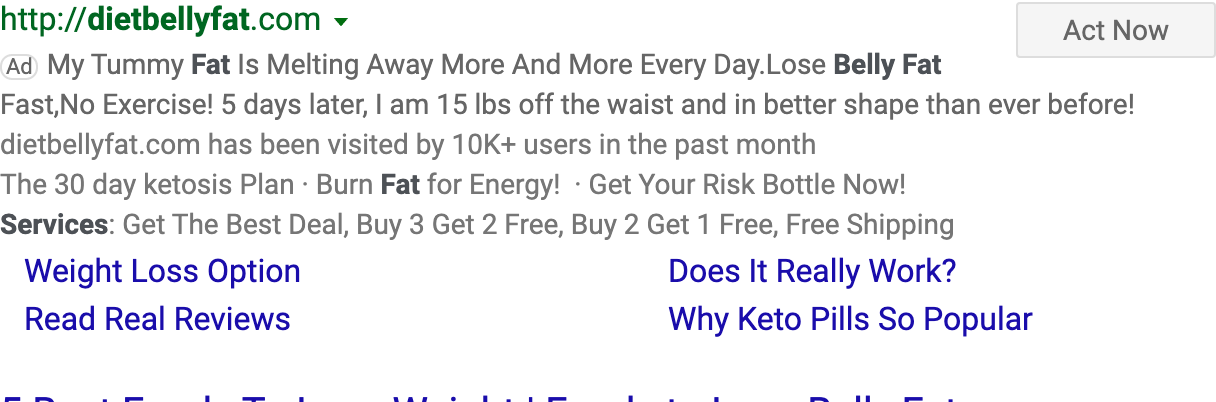 http://dietbellyfat.com
Act Now
Ad My Tummy Fat Is Melting Away More And More Every Day.Lose Belly Fat
Fast,No Exercise! 5 days later, I am 15 lbs off the waist and in better shape than ever before!
dietbellyfat.com has been visited by 10K+ users in the past month
The 30 day ketosis Plan · Burn Fat for Energy! · Get Your Risk Bottle Now!
Services: Get The Best Deal, Buy 3 Get 2 Free, Buy 2 Get 1 Free, Free Shipping
Weight Loss Option
Does It Really Work?
Read Real Reviews
Why Keto Pills So Popular